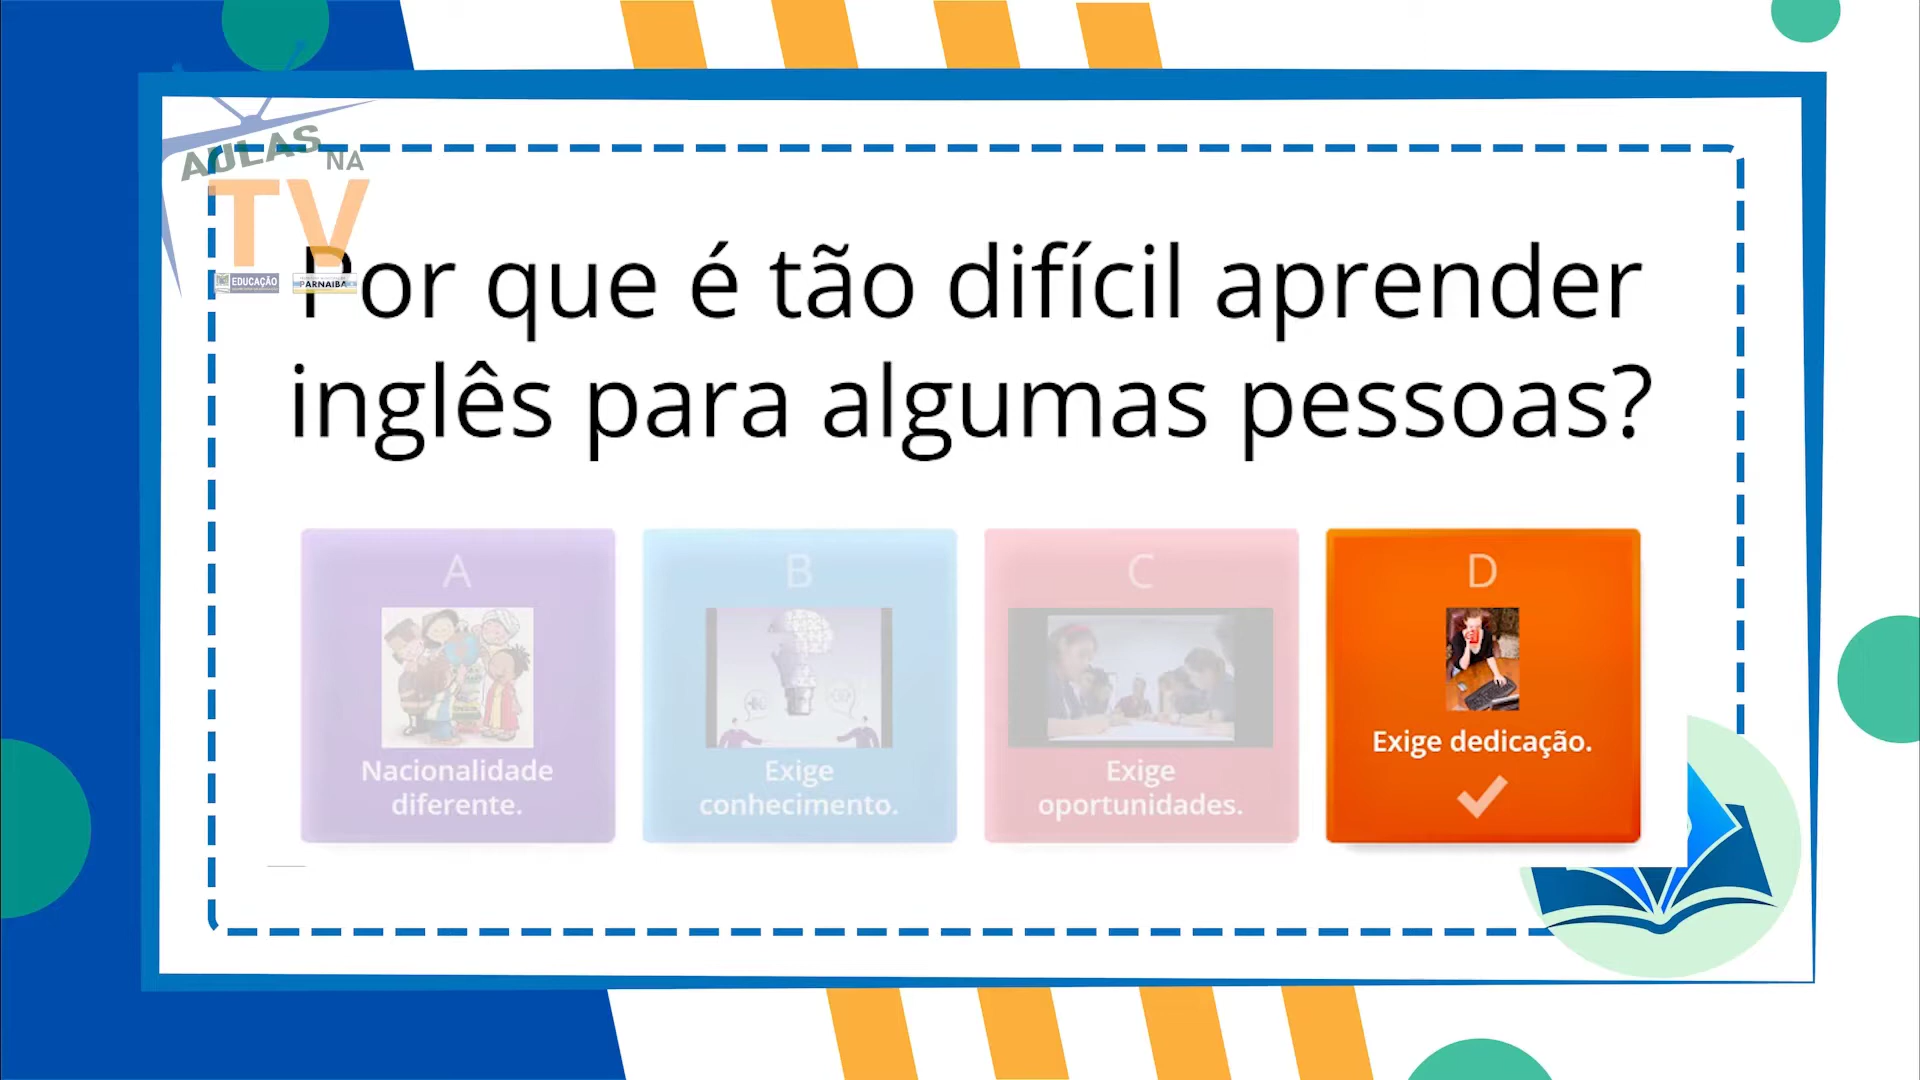 AULAS NA
TV
EDUCAÇÃO
PARNAIBA
Por que é tão difícil aprender
inglês para algumas pessoas?
A
B
C
D
Nacionalidade
diferente.
Exige
conhecimento.
Exige
oportunidades.
Exige dedicação.